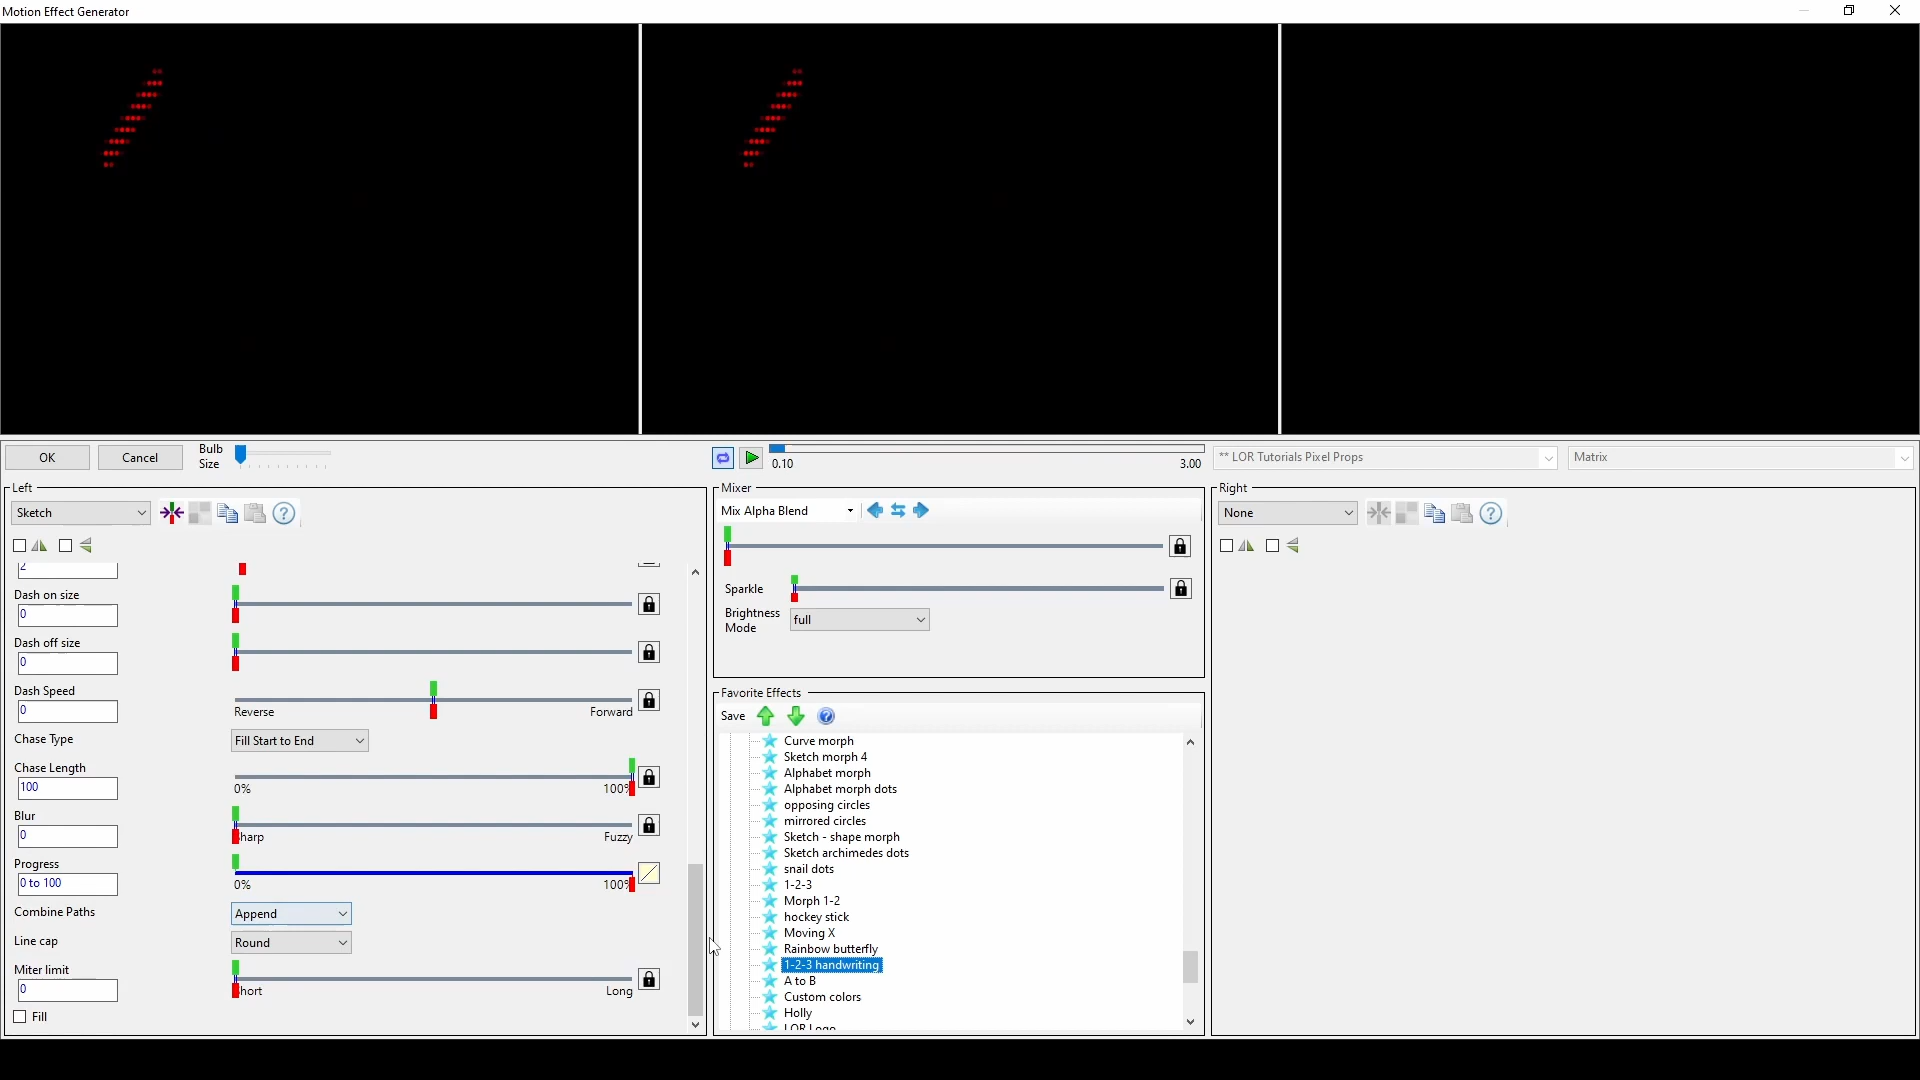 Motion Effect Generator
OK
Cancel
Bulb
Size
0.10
3.00
** LOR Tutorials Pixel Props
Matrix
Left
Sketch
2
Dash on size
0
Dash off size
0
Dash Speed
0
Reverse
Forward
Chase Type
Fill Start to End
Chase Length
100
0%
100%
Blur
0
harp
Fuzzy
Progress
0 to 100
0%
100%
Combine Paths
Append
Line cap
Round
Miter limit
0
hort
Long
Fill
Mixer
Mix Alpha Blend
Sparkle
Brightness
Mode
full
Favorite Effects
Save
Curve morph
Sketch morph 4
Alphabet morph
Alphabet morph dots
opposing circles
mirrored circles
Sketch - shape morph
Sketch archimedes dots
snail dots
1-2-3
Morph 1-2
hockey stick
Moving X
Rainbow butterfly
1-2-3 handwriting
A to B
Custom colors
Holly
LOR Logo
Right
None